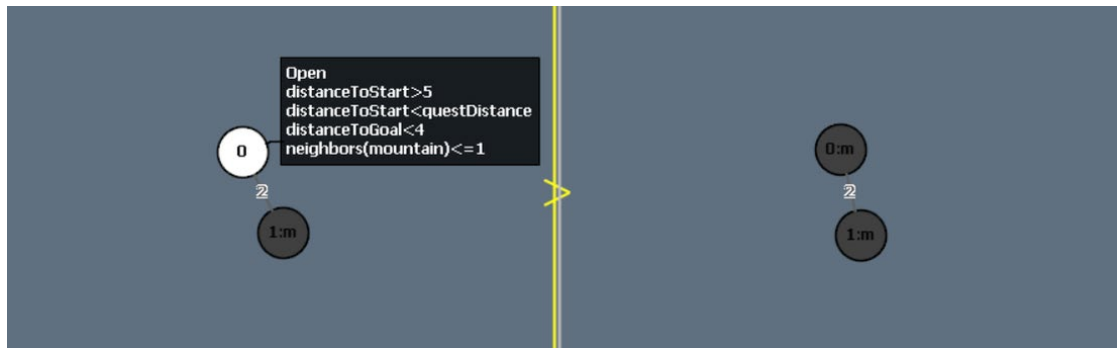 Open
distanceToStart>5
distanceToStart<questDistance
distanceToGoal<4
neighbors(mountain)<=1
0
2
1:m
0:m
2
1:m